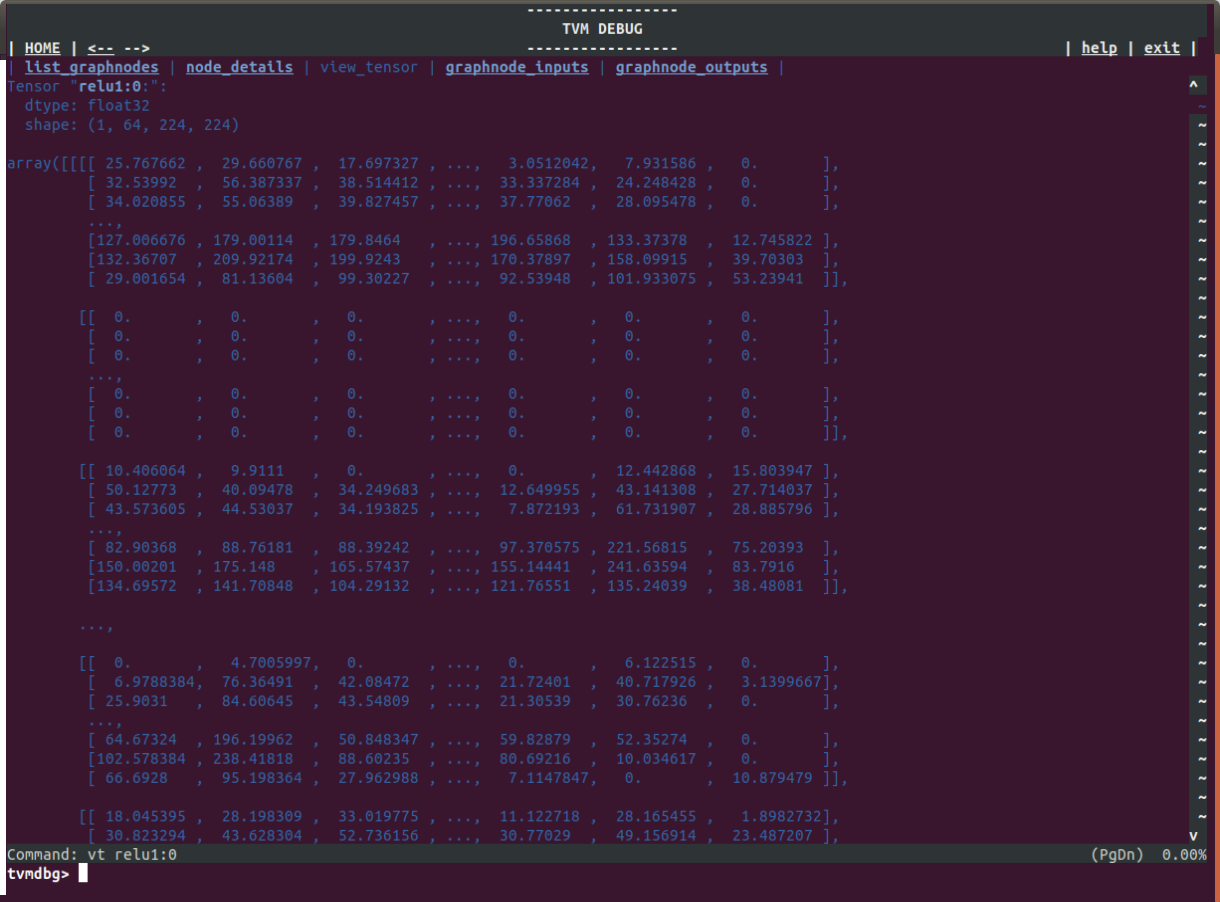 -----------------
TVM DEBUG
| HOME | <-- --> ----------------- | help | exit |
| list_graphnodes | node_details | view_tensor | graphnode_inputs | graphnode_outputs |
Tensor "relu1:0:": ^
  dtype: float32 ~
  shape: (1, 64, 224, 224) ~
~
array([[[[ 25.767662 ,  29.660767 ,  17.697327 , ...,   3.0512042,   7.931586 ,   0.       ], ~
         [ 32.53992  ,  56.387337 ,  38.514412 , ...,  33.337284 ,  24.248428 ,   0.       ], ~
         [ 34.020855 ,  55.06389  ,  39.827457 , ...,  37.77062  ,  28.095478 ,   0.       ], ~
         ..., ~
         [127.006676 , 179.00114  , 179.8464   , ..., 196.65868  , 133.37378  ,  12.745822 ], ~
         [132.36707  , 209.92174  , 199.9243   , ..., 170.37897  , 158.09915  ,  39.70303  ], ~
         [ 29.001654 ,  81.13604  ,  99.30227  , ...,  92.53948  , 101.933075 ,  53.23941  ]], ~
~
        [[  0.       ,   0.       ,   0.       , ...,   0.       ,   0.       ,   0.       ], ~
         [  0.       ,   0.       ,   0.       , ...,   0.       ,   0.       ,   0.       ], ~
         [  0.       ,   0.       ,   0.       , ...,   0.       ,   0.       ,   0.       ], ~
         ..., ~
         [  0.       ,   0.       ,   0.       , ...,   0.       ,   0.       ,   0.       ], ~
         [  0.       ,   0.       ,   0.       , ...,   0.       ,   0.       ,   0.       ], ~
         [  0.       ,   0.       ,   0.       , ...,   0.       ,   0.       ,   0.       ]], ~
~
        [[ 10.406064 ,   9.9111   ,   0.       , ...,   0.       ,  12.442868 ,  15.803947 ], ~
         [ 50.12773  ,  40.09478  ,  34.249683 , ...,  12.649955 ,  43.141308 ,  27.714037 ], ~
         [ 43.573605 ,  44.53037  ,  34.193825 , ...,   7.872193 ,  61.731907 ,  28.885796 ], ~
         ..., ~
         [ 82.90368  ,  88.76181  ,  88.39242  , ...,  97.370575 , 221.56815  ,  75.20393  ], ~
         [150.00201  , 175.148    , 165.57437  , ..., 155.14441  , 241.63594  ,  83.7916   ], ~
         [134.69572  , 141.70848  , 104.29132  , ..., 121.76551  , 135.24039  ,  38.48081  ]], ~
~
        ..., ~
~
        [[  0.       ,   4.7005997,   0.       , ...,   0.       ,   6.122515 ,   0.       ], ~
         [  6.9788384,  76.36491  ,  42.08472  , ...,  21.72401  ,  40.717926 ,   3.1399667], ~
         [ 25.9031   ,  84.60645  ,  43.54809  , ...,  21.30539  ,  30.76236  ,   0.       ], ~
         ..., ~
         [ 64.67324  , 196.19962  ,  50.848347 , ...,  59.82879  ,  52.35274  ,   0.       ], ~
         [102.578384 , 238.41818  ,  88.60235  , ...,  80.69216  ,  10.034617 ,   0.       ], ~
         [ 66.6928   ,  95.198364 ,  27.962988 , ...,   7.1147847,   0.       ,  10.879479 ]], ~
~
        [[ 18.045395 ,  28.198309 ,  33.019775 , ...,  11.122718 ,  28.165455 ,   1.8982732], ~
         [ 30.823294 ,  43.628304 ,  52.736156 , ...,  30.77029  ,  49.156914 ,  23.487207 ], v ~
Command: vt relu1:0 (PgDn) 0.00%
tvmdbg>